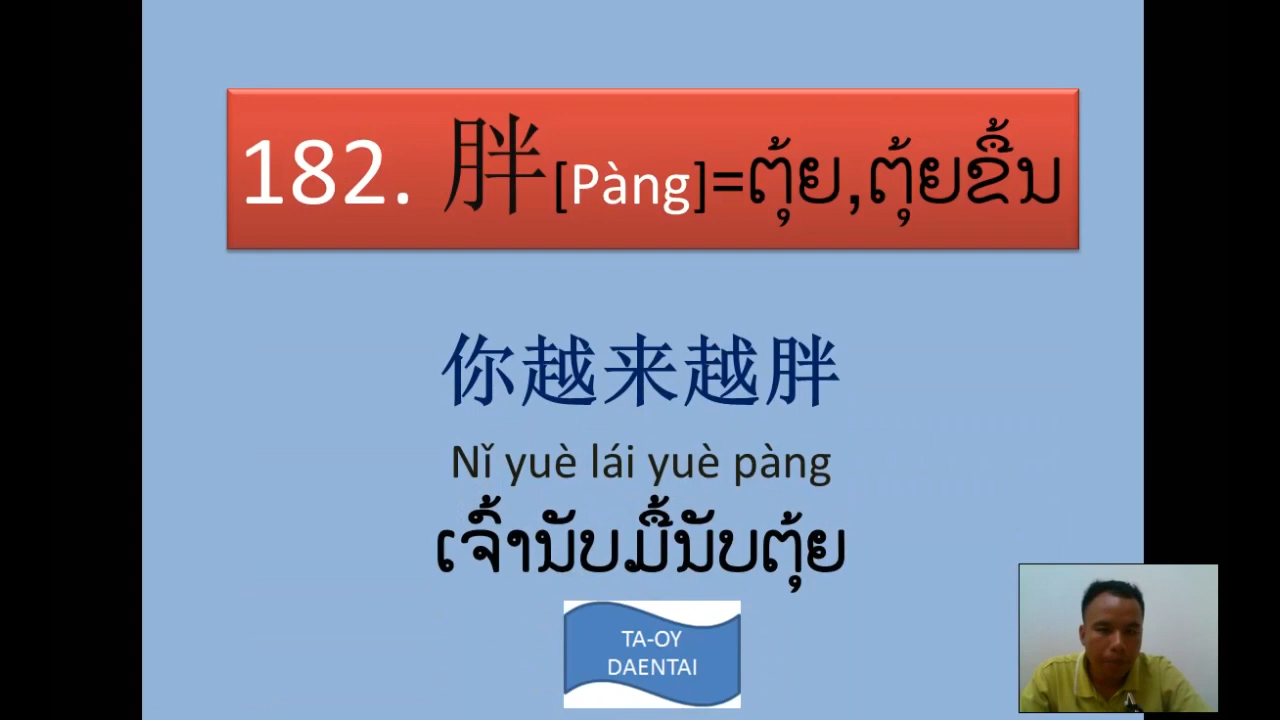 182. 胖[Pàng]=ຕຸ້ຍ,ຕຸ້ຍຂື້ນ
你越来越胖
Nǐ yuè lái yuè pàng
ເຈົ້ານັບມື້ນັບຕຸ້ຍ
TA-OY
DAENTAI